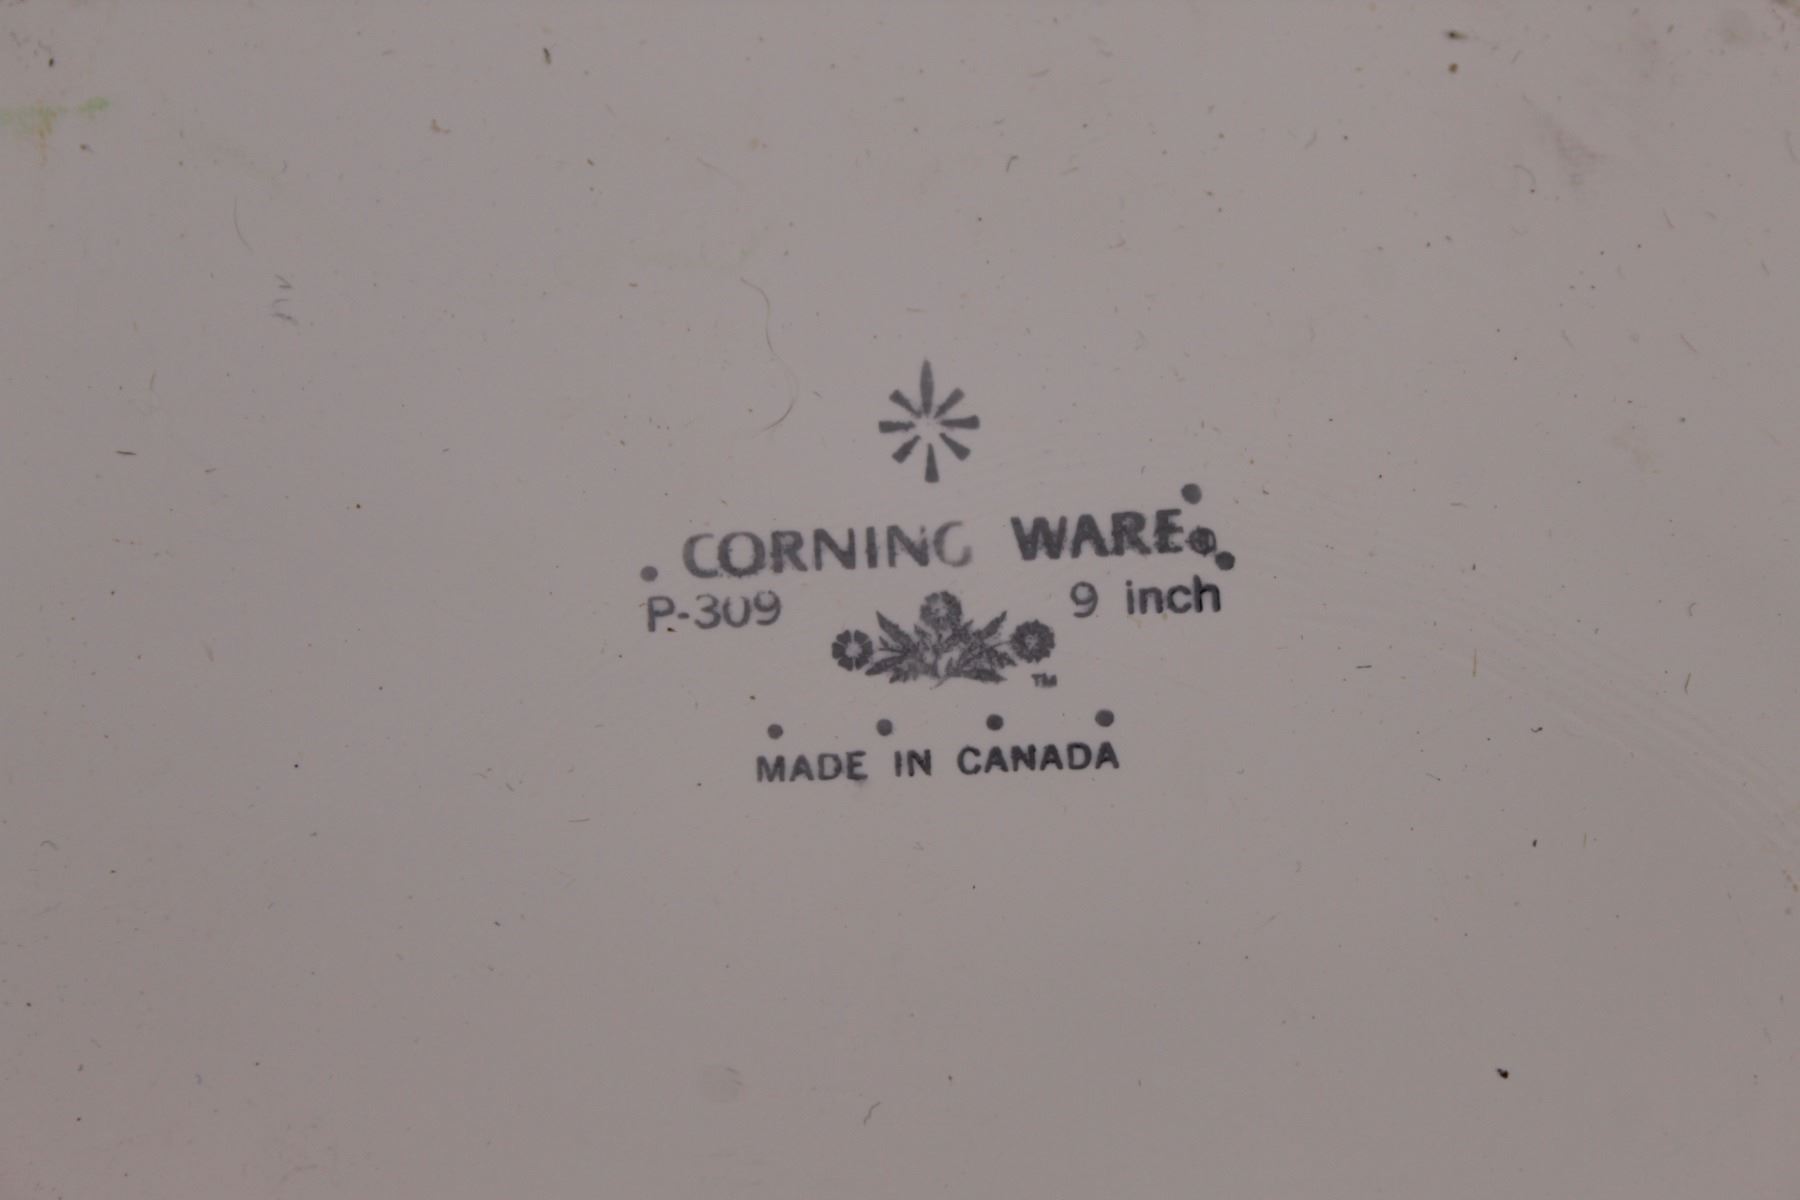 CORNING WARE®
P-309 9 inch
TM
MADE IN CANADA